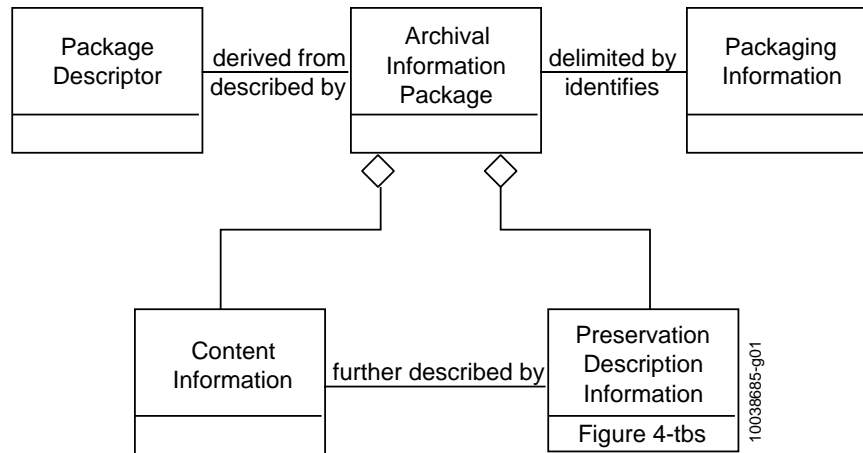 Package
Descriptor
derived from
described by
Archival
Information
Package
delimited by
identifies
Packaging
Information
Content
Information
further described by
Preservation
Description
Information
Figure 4-tbs
10038685-g01